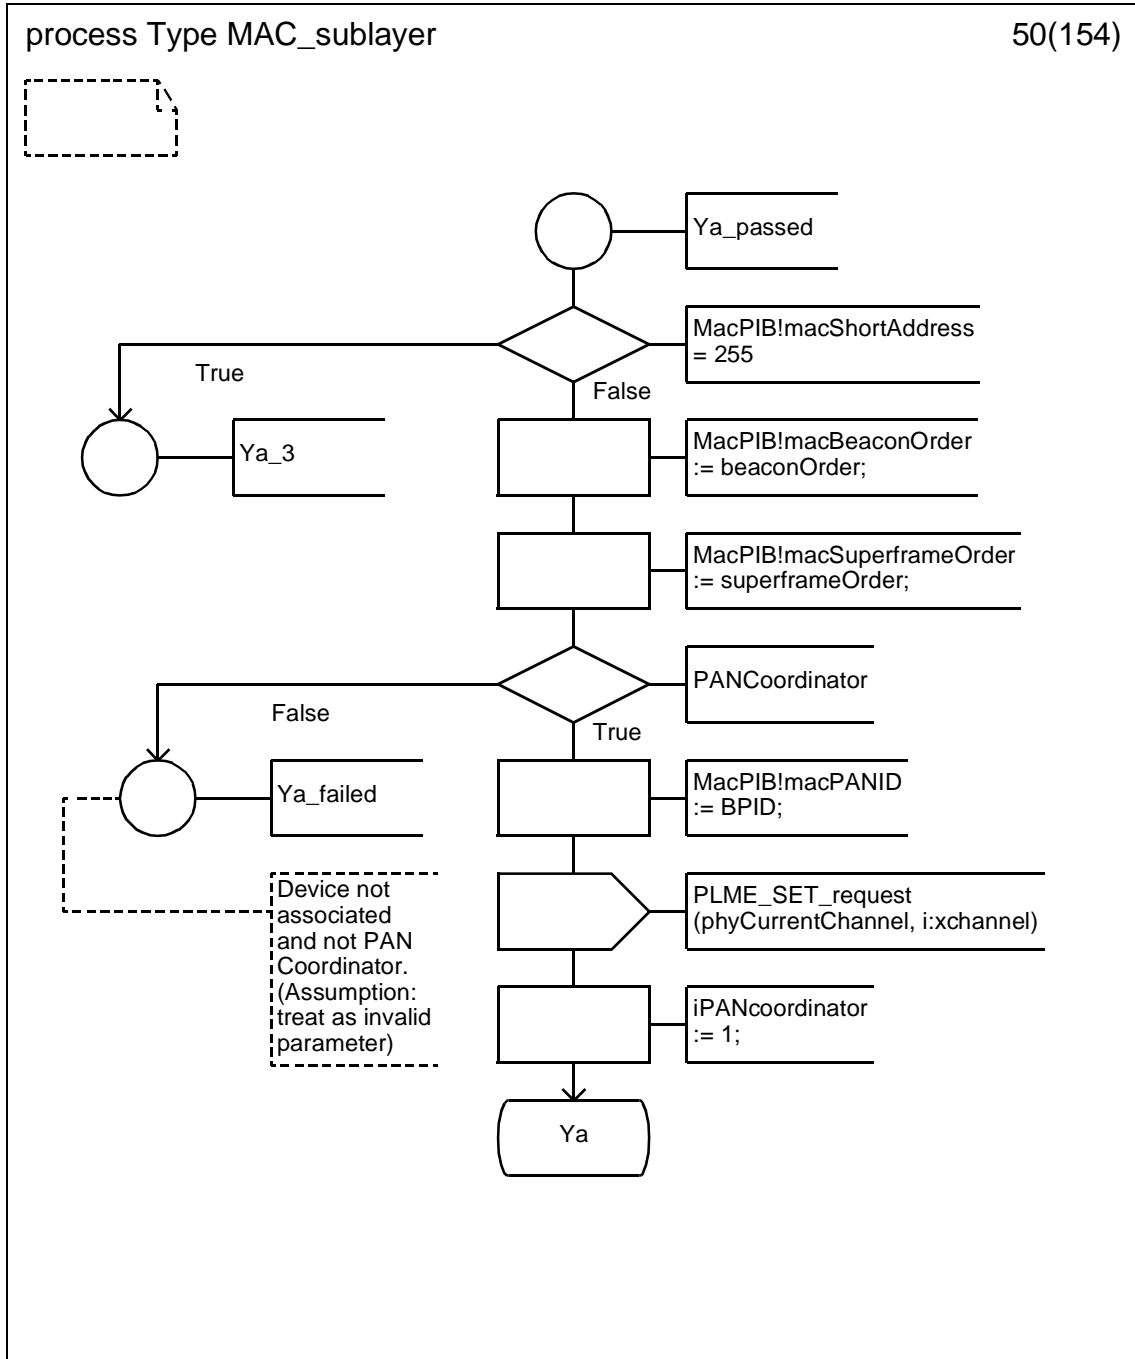 process Type MAC_sublayer
50(154)
Ya_passed
MacPIB!macShortAddress
= 255
True
False
Ya_3
MacPIB!macBeaconOrder
:= beaconOrder;
MacPIB!macSuperframeOrder
:= superframeOrder;
PANCoordinator
False
True
Ya_failed
MacPIB!macPANID
:= BPID;
Device not
associated
and not PAN
Coordinator.
(Assumption:
treat as invalid
parameter)
PLME_SET_request
(phyCurrentChannel, i:xchannel)
iPANcoordinator
:= 1;
Ya